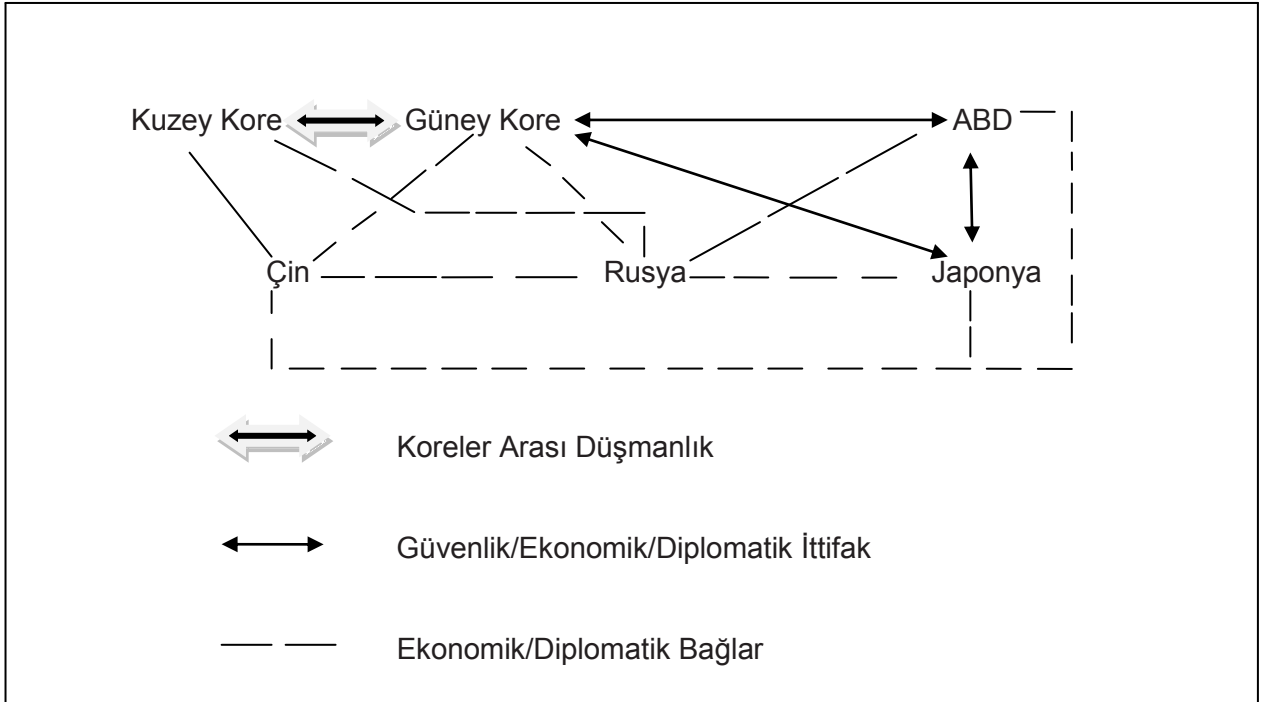 Kuzey Kore Güney Kore ABD
Çin Rusya Japonya
Koreler Arası Düşmanlık
Güvenlik/Ekonomik/Diplomatik İttifak
Ekonomik/Diplomatik Bağlar